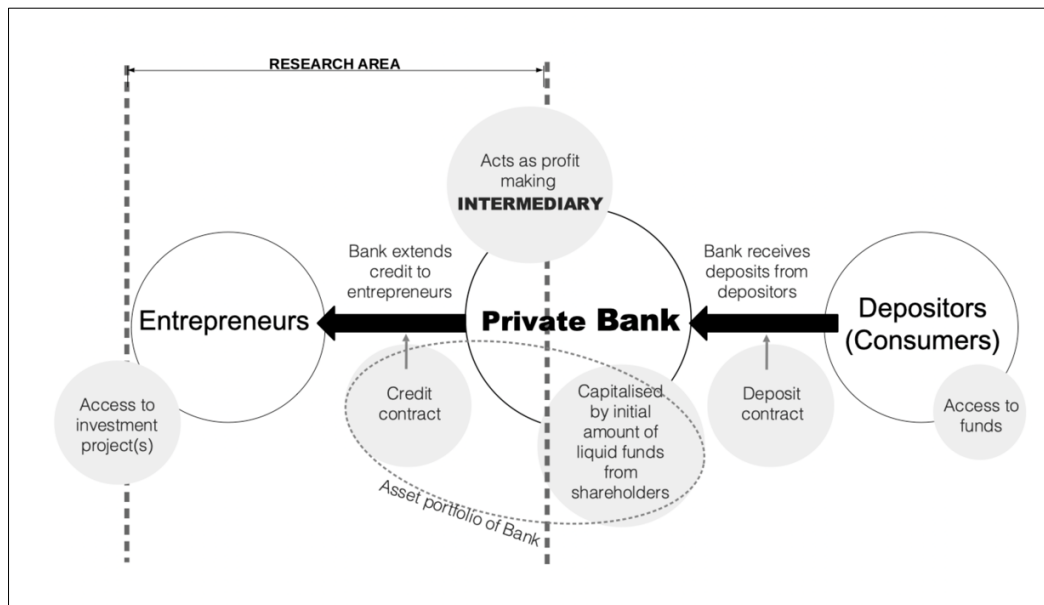 RESEARCH AREA
Acts as profit
making
INTERMEDIARY
Bank extends
credit to
entrepreneurs
Bank receives
deposits from
depositors
Entrepreneurs
Private Bank
Depositors
(Consumers)
Access to
investment
project(s)
Credit
contract
Capitalised
by initial
amount of
liquid funds
from
shareholders
Deposit
contract
Access to
funds
Asset portfolio of Bank